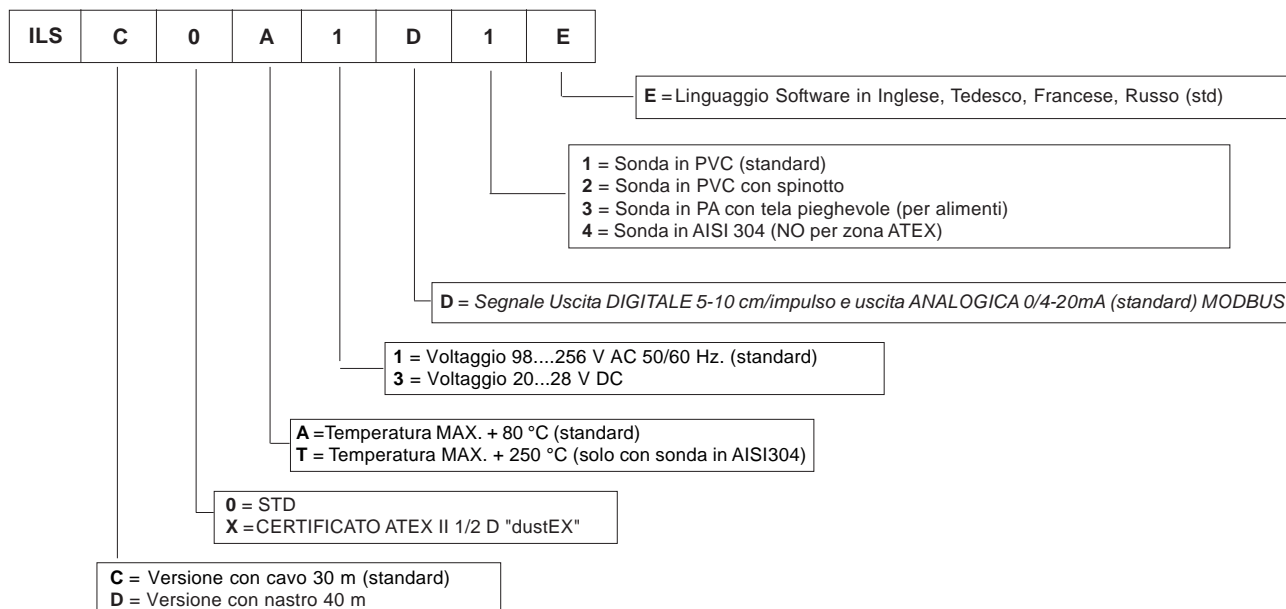 ILS C 0 A 1 D 1 E
E =Linguaggio Software in Inglese, Tedesco, Francese, Russo (std)
1 = Sonda in PVC (standard)
2 = Sonda in PVC con spinotto
3 = Sonda in PA con tela pieghevole (per alimenti)
4 = Sonda in AISI 304 (NO per zona ATEX)
D = Segnale Uscita DIGITALE 5-10 cm/impulso e uscita ANALOGICA 0/4-20mA (standard) MODBUS
1 = Voltaggio 98....256 V AC 50/60 Hz. (standard)
3 = Voltaggio 20...28 V DC
A =Temperatura MAX. + 80 °C (standard)
T = Temperatura MAX. + 250 °C (solo con sonda in AISI304)
0 = STD
X =CERTIFICATO ATEX II 1/2 D "dustEX"
C = Versione con cavo 30 m (standard)
D = Versione con nastro 40 m